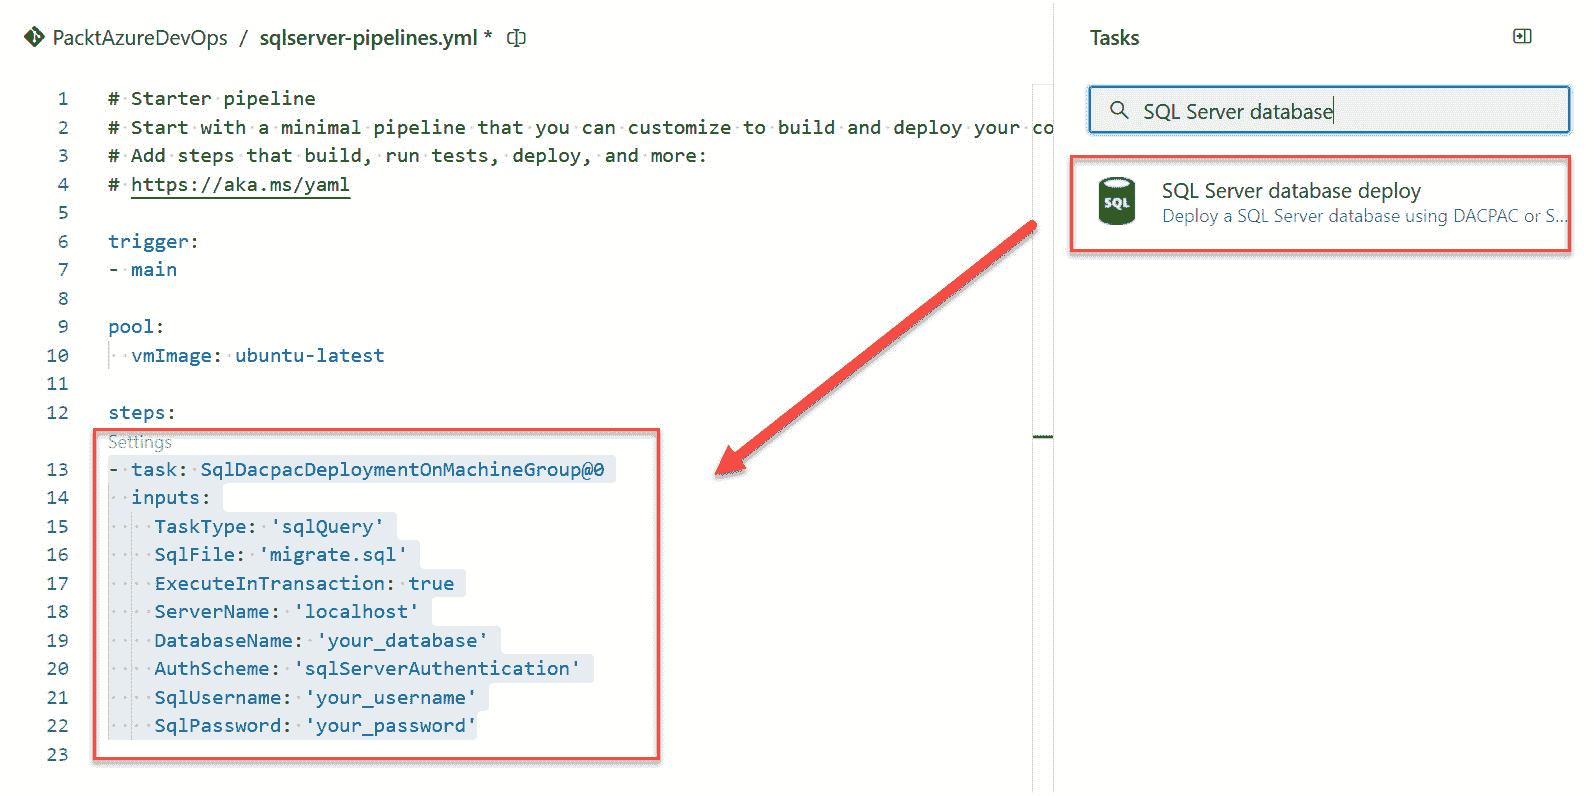 PacktAzureDevOps / sqlserver-pipelines.yml *
1 # Starter pipeline
2 # Start with a minimal pipeline that you can customize to build and deploy your co
3 # Add steps that build, run tests, deploy, and more:
4 # https://aka.ms/yaml
5
6 trigger:
7 - main
8
9 pool:
10   vmImage: ubuntu-latest
11
12 steps:
Settings
13 - task: SqlDacpacDeploymentOnMachineGroup@0
14   inputs:
15     TaskType: 'sqlQuery'
16     SqlFile: 'migrate.sql'
17     ExecuteInTransaction: true
18     ServerName: 'localhost'
19     DatabaseName: 'your_database'
20     AuthScheme: 'sqlServerAuthentication'
21     SqlUsername: 'your_username'
22     SqlPassword: 'your_password'
23
Tasks
SQL Server database
SQL
SQL Server database deploy
Deploy a SQL Server database using DACPAC or S...